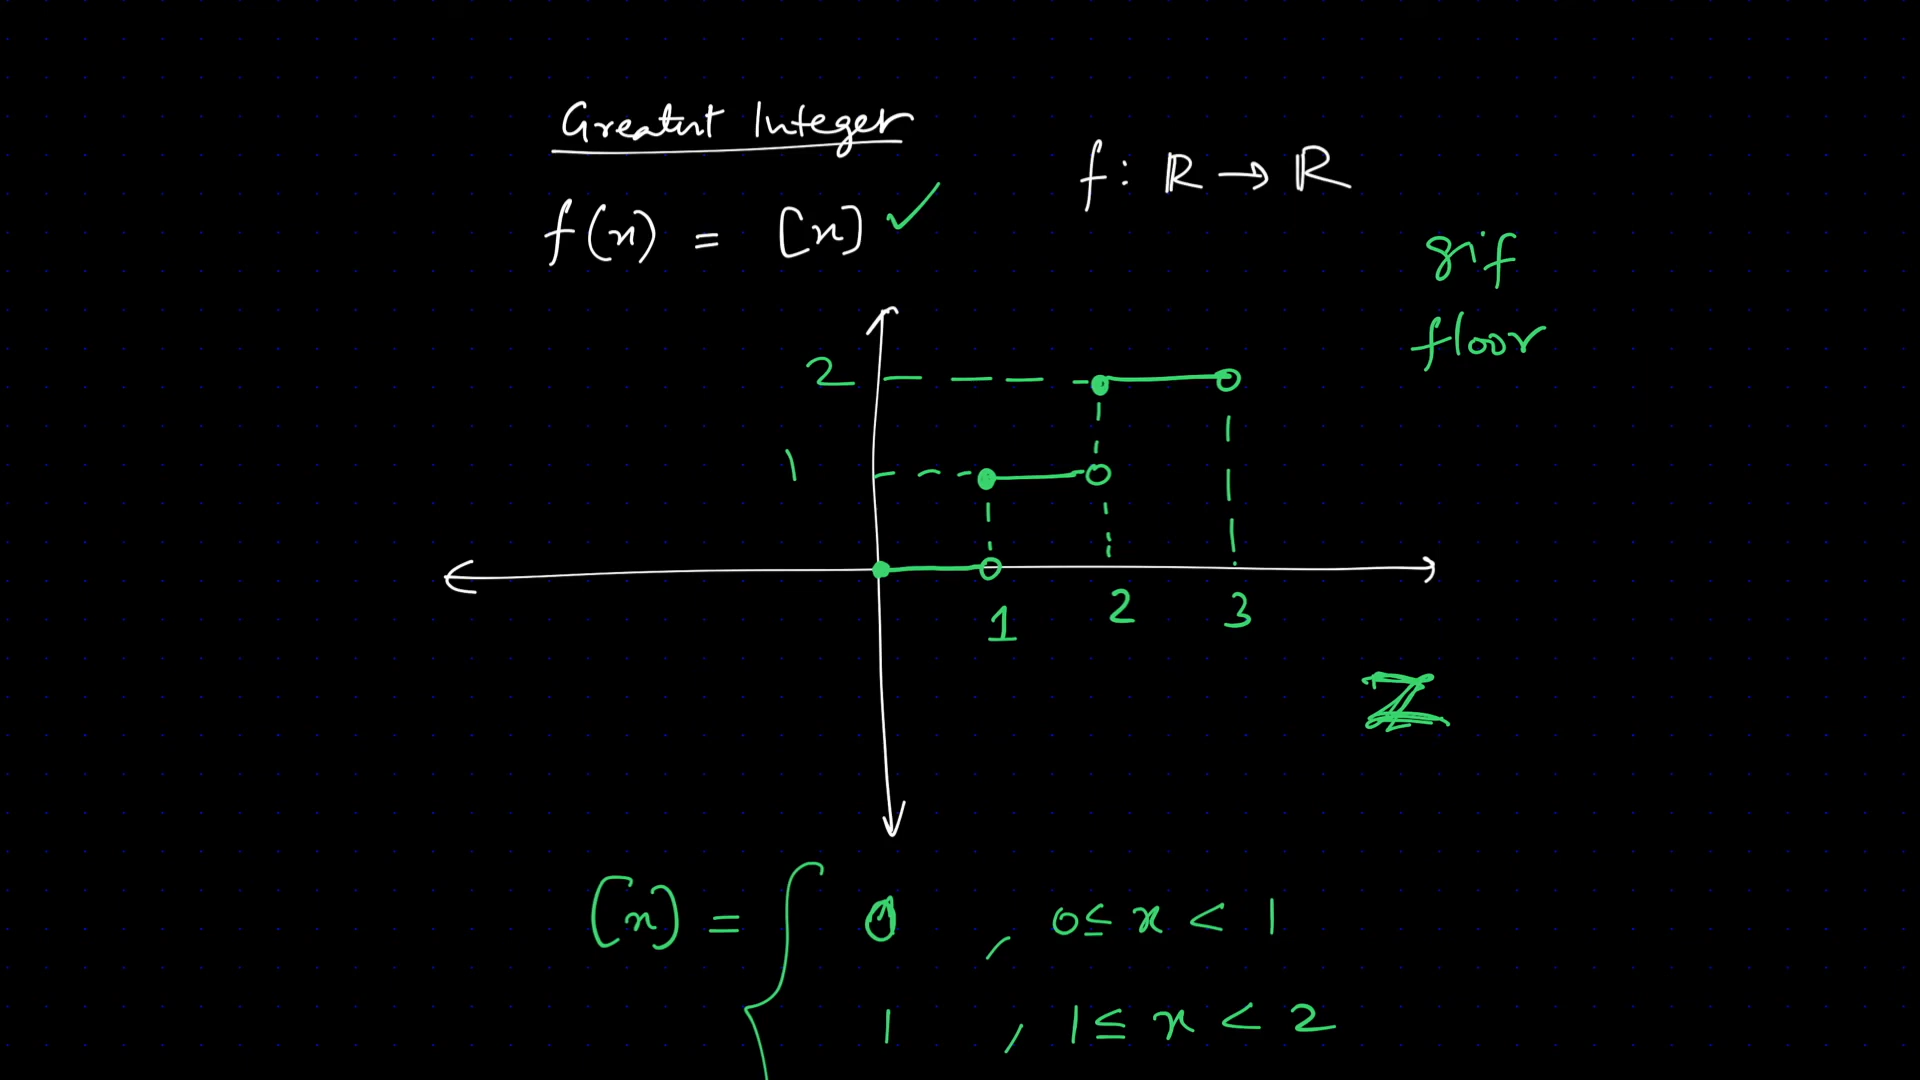 Greatest Integer
f: ℝ → ℝ
f(x) = [x] ✓
gif
floor
2
1
1 2 3
ℤ
[x] = { 0 , 0 ≤ x < 1
1 , 1 ≤ x < 2